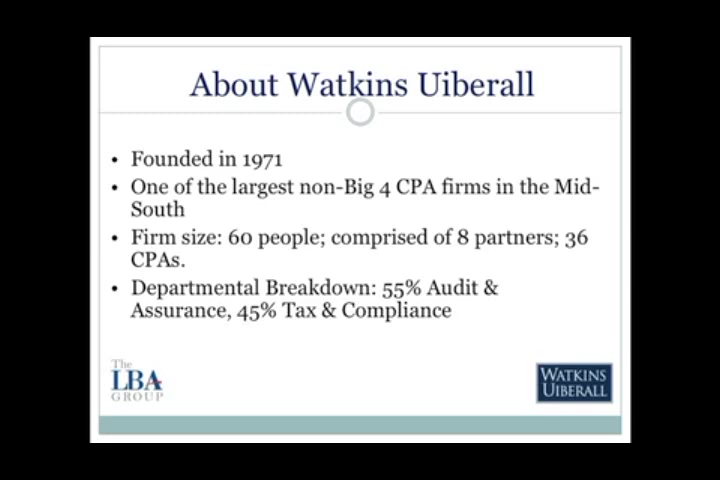 About Watkins Uiberall
• Founded in 1971
• One of the largest non-Big 4 CPA firms in the Mid-
South
• Firm size: 60 people; comprised of 8 partners; 36
CPAs.
• Departmental Breakdown: 55% Audit &
Assurance, 45% Tax & Compliance
The
LBA
GROUP
WATKINS
UIBERALL